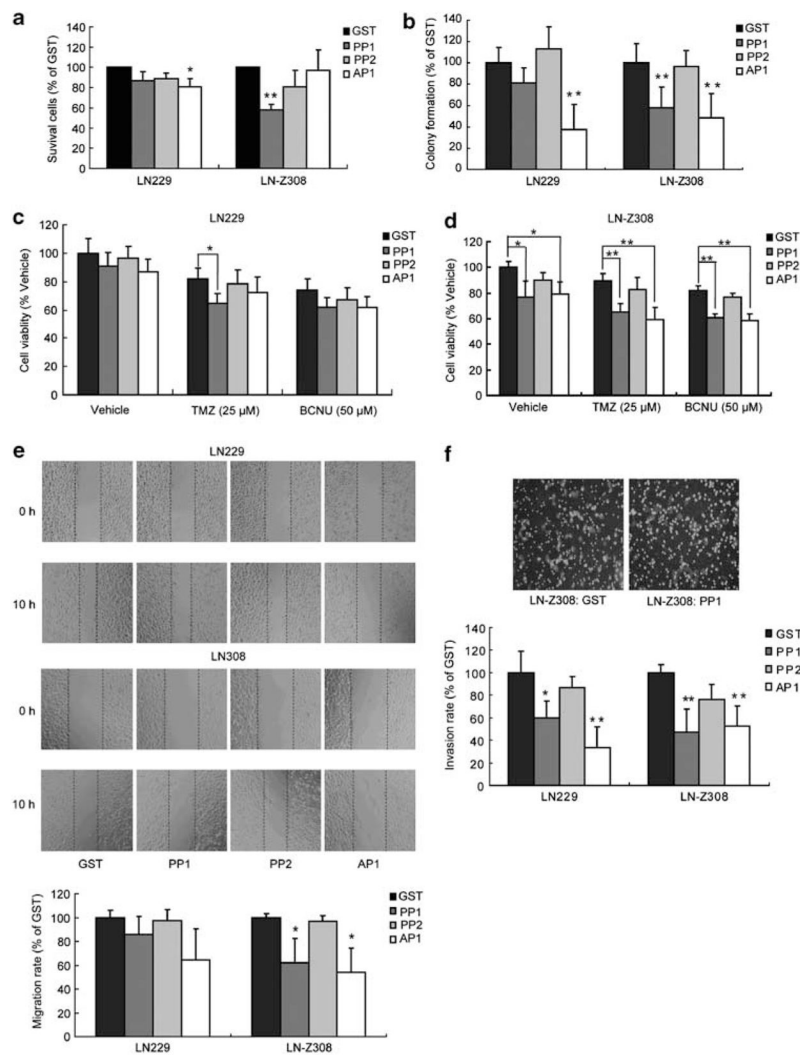 a
Suvival cells (% of GST)
140
120
100
80
60
40
20
0
*
**
LN229
LN-Z308
GST
PP1
PP2
AP1
b
Colony formation (% of GST)
140
120
100
80
60
40
20
0
**
**
**
LN229
LN-Z308
GST
PP1
PP2
AP1
c
LN229
Cell viablity (% Vehicle)
120
100
80
60
40
20
0
*
Vehicle
TMZ (25 µM)
BCNU (50 µM)
GST
PP1
PP2
AP1
d
LN-Z308
Cell viablity (% Vehicle)
120
100
80
60
40
20
0
*
*
**
**
**
**
Vehicle
TMZ (25 µM)
BCNU (50 µM)
GST
PP1
PP2
AP1
e
LN229
0 h
10 h
LN308
0 h
10 h
GST
PP1
PP2
AP1
Migration rate (% of GST)
120
100
80
60
40
20
0
*
*
LN229
LN-Z308
GST
PP1
PP2
AP1
f
LN-Z308: GST
LN-Z308: PP1
Invasion rate (% of GST)
140
120
100
80
60
40
20
0
*
**
**
**
LN229
LN-Z308
GST
PP1
PP2
AP1